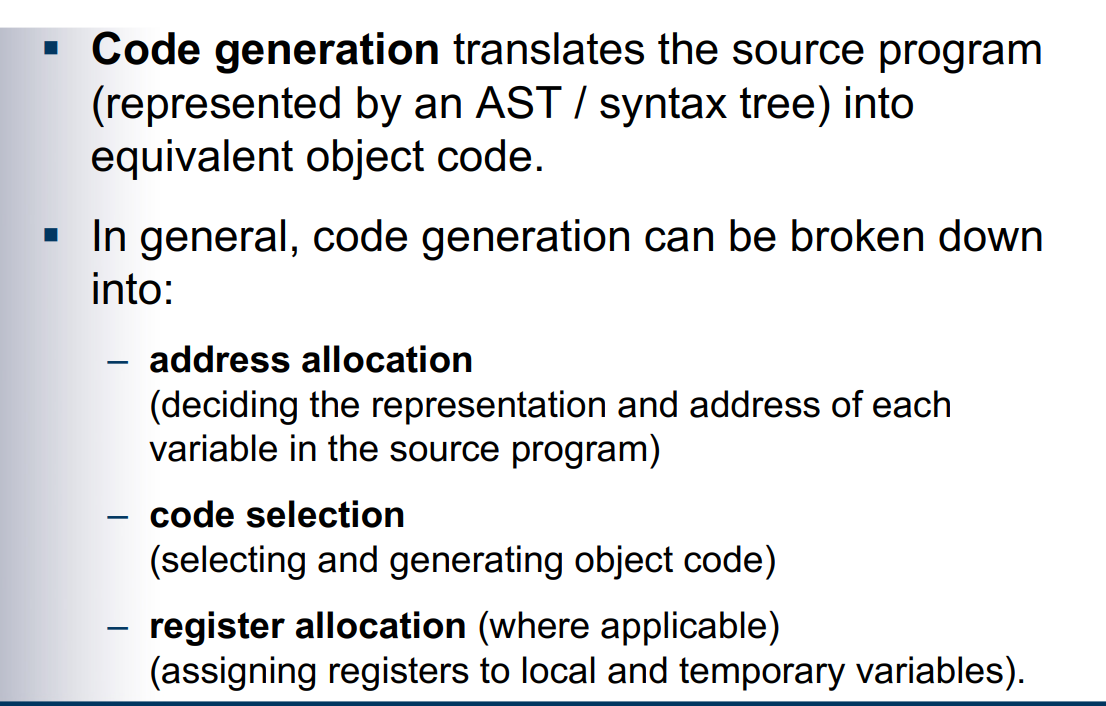 ▪ Code generation translates the source program
(represented by an AST / syntax tree) into
equivalent object code.
▪ In general, code generation can be broken down
into:
– address allocation
(deciding the representation and address of each
variable in the source program)
– code selection
(selecting and generating object code)
– register allocation (where applicable)
(assigning registers to local and temporary variables).